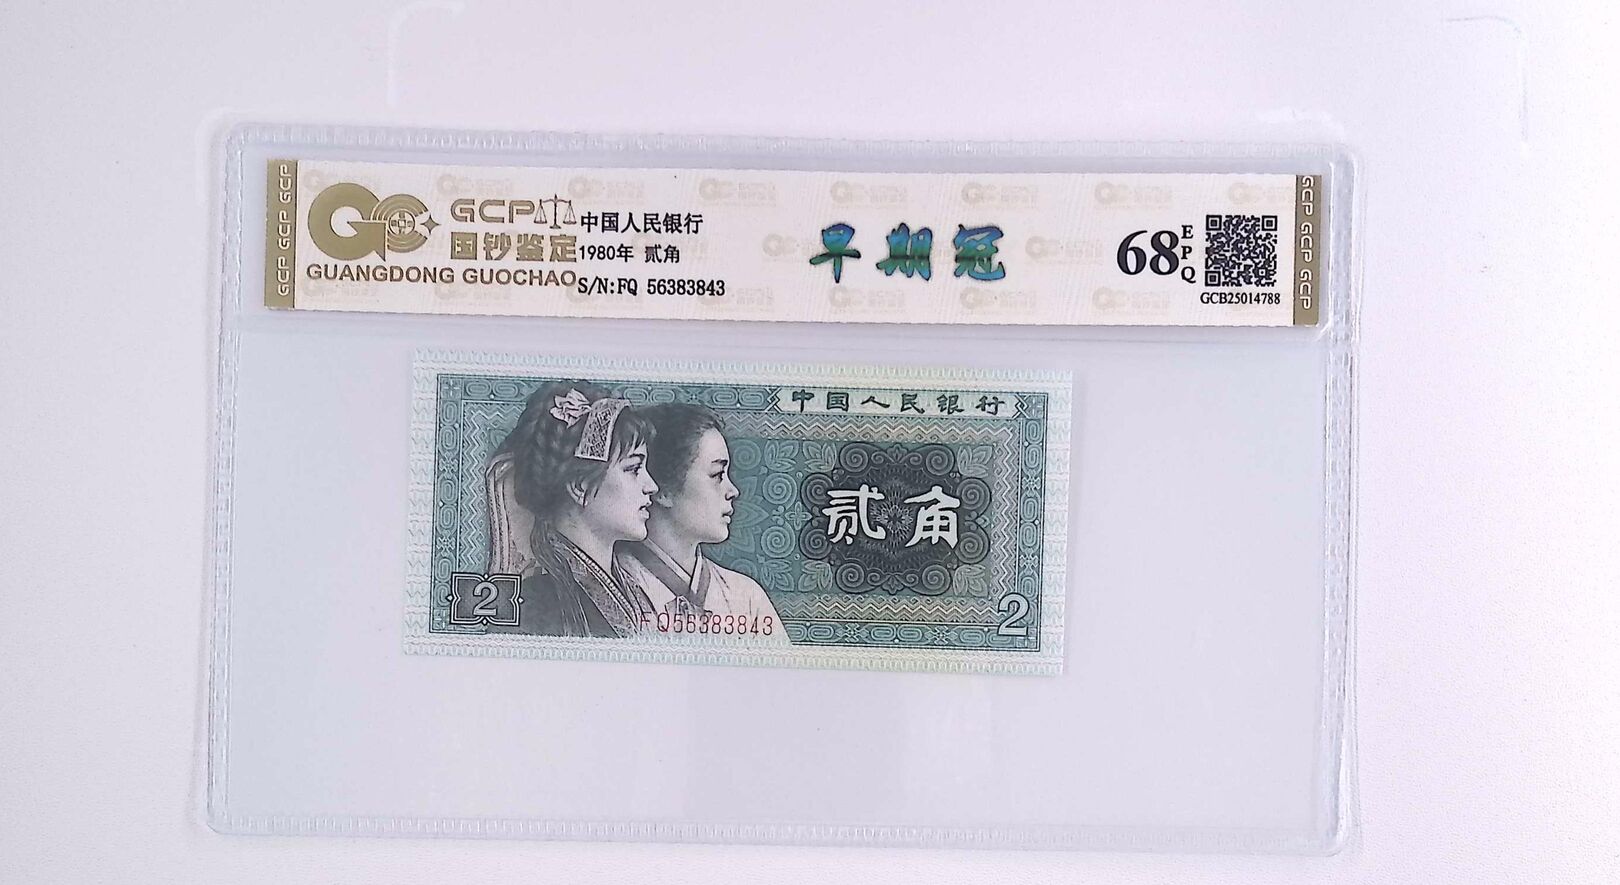 GCP GCP GCP
GCP
国钞鉴定
GUANGDONG GUOCHAO
中国人民银行
1980年 贰角
S/N:FQ 56383843
早期冠
68
EPQ
GCB25014788
GCP GCP GCP
中国人民银行
贰角
2
2
FQ56383843